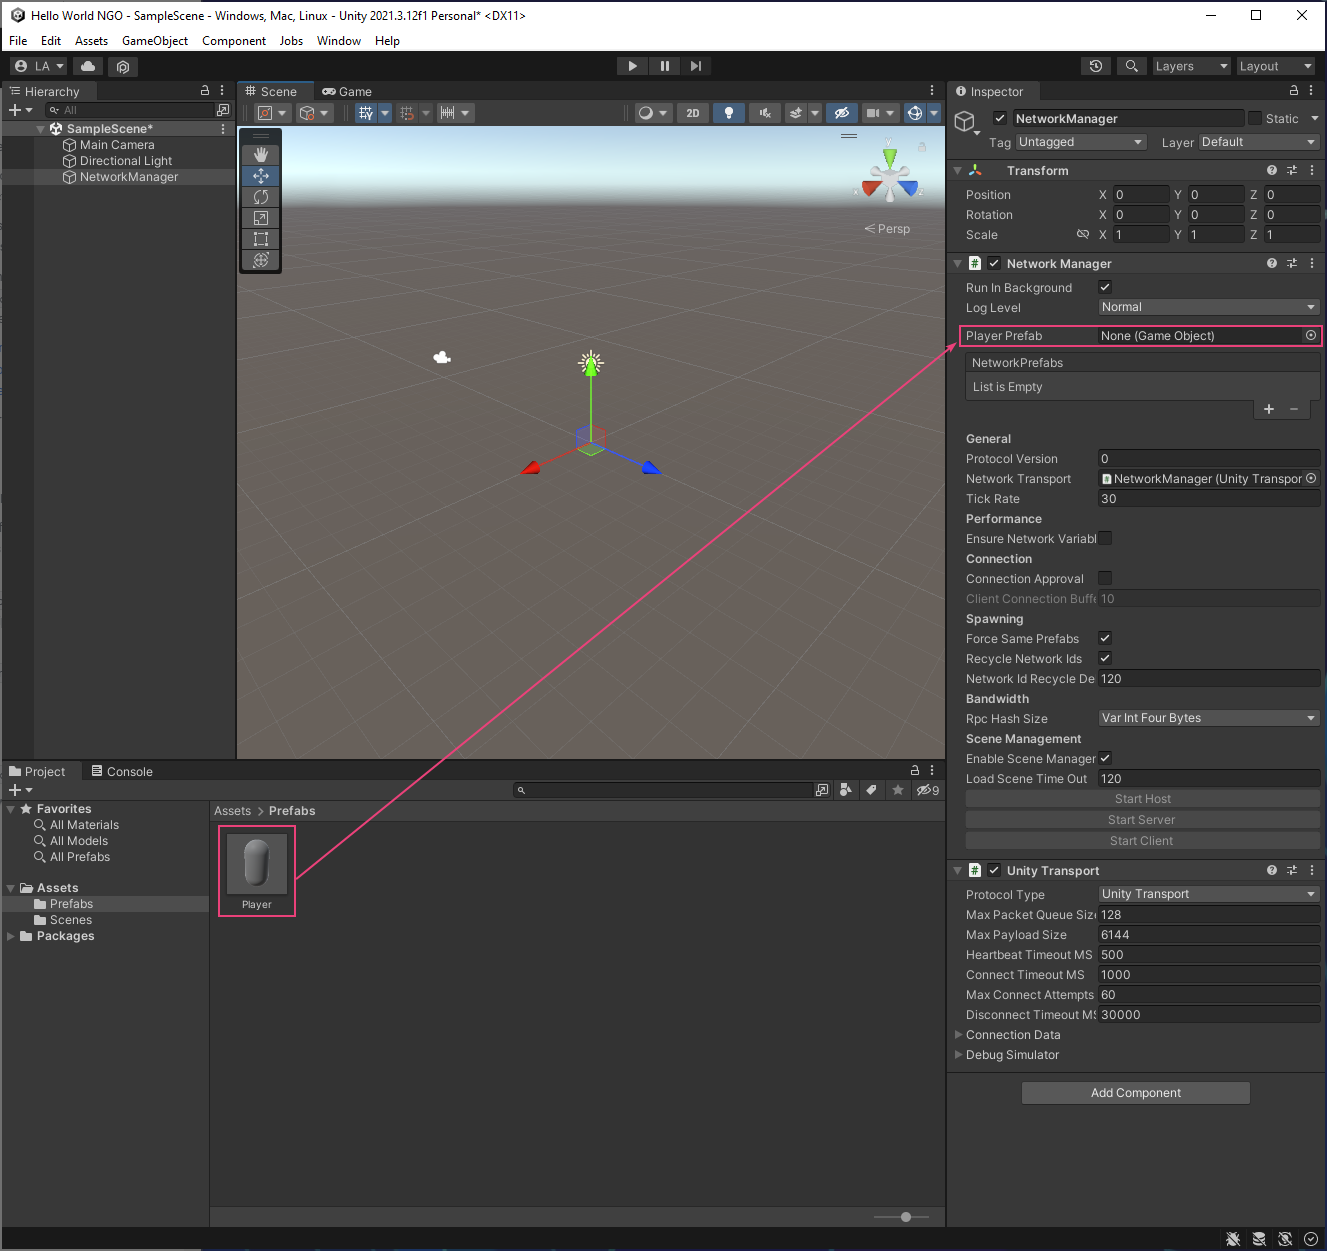 Hello World NGO - SampleScene - Windows, Mac, Linux - Unity 2021.3.12f1 Personal* <DX11>
File Edit Assets GameObject Component Jobs Window Help
LA
Layers
Layout
Hierarchy
All
SampleScene*
Main Camera
Directional Light
NetworkManager
Scene
Game
2D
y
x
z
Persp
Inspector
NetworkManager
Static
Tag Untagged
Layer Default
Transform
Position X 0 Y 0 Z 0
Rotation X 0 Y 0 Z 0
Scale X 1 Y 1 Z 1
Network Manager
Run In Background
Log Level Normal
Player Prefab None (Game Object)
NetworkPrefabs
List is Empty
General
Protocol Version 0
Network Transport NetworkManager (Unity Transpor
Tick Rate 30
Performance
Ensure Network Variabl
Connection
Connection Approval
Client Connection Buffe 10
Spawning
Force Same Prefabs
Recycle Network Ids
Network Id Recycle De 120
Bandwidth
Rpc Hash Size Var Int Four Bytes
Scene Management
Enable Scene Manager
Load Scene Time Out 120
Start Host
Start Server
Start Client
Unity Transport
Protocol Type Unity Transport
Max Packet Queue Size 128
Max Payload Size 6144
Heartbeat Timeout MS 500
Connect Timeout MS 1000
Max Connect Attempts 60
Disconnect Timeout MS 30000
Connection Data
Debug Simulator
Add Component
Project
Console
9
Favorites
All Materials
All Models
All Prefabs
Assets
Prefabs
Scenes
Packages
Assets > Prefabs
Player